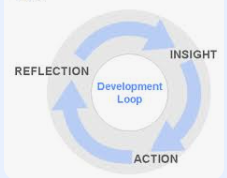 INSIGHT
REFLECTION
Development
Loop
ACTION